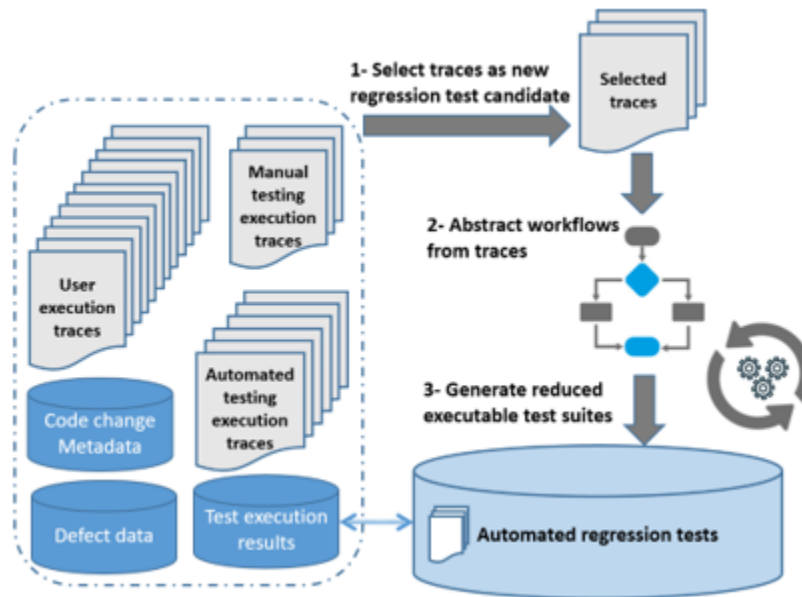 1- Select traces as new
regression test candidate
Selected
traces
Manual
testing
execution
traces
2- Abstract workflows
from traces
User
execution
traces
Automated
testing
execution
traces
3- Generate reduced
executable test suites
Code change
Metadata
Defect data
Test execution
results
Automated regression tests